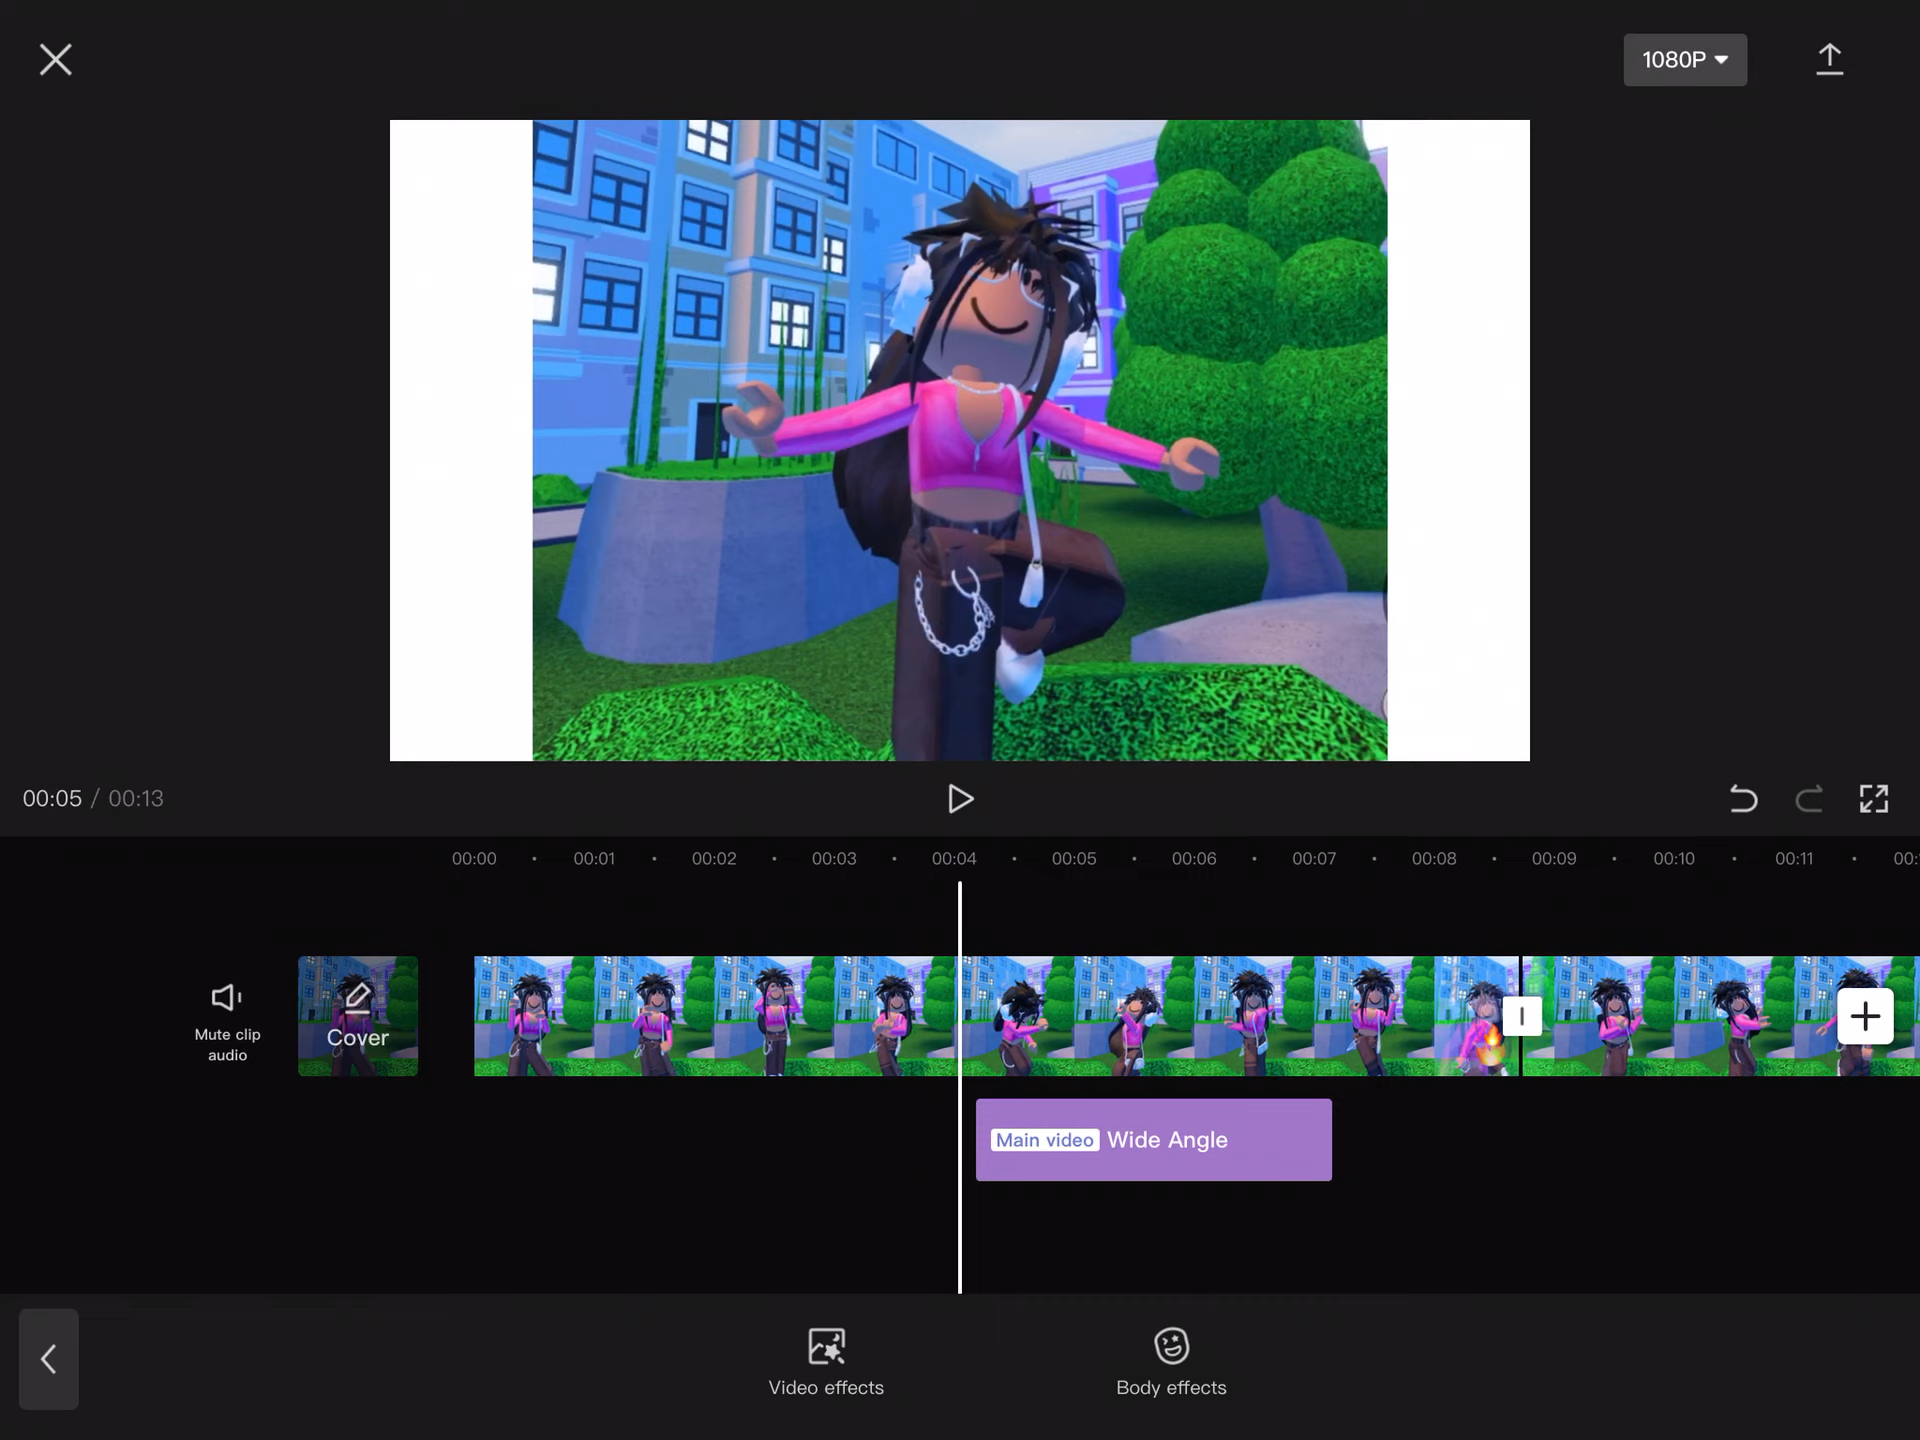 1080P
00:05 / 00:13
00:00 00:01 00:02 00:03 00:04 00:05 00:06 00:07 00:08 00:09 00:10 00:11 00:
Mute clip
audio
Cover
Main video Wide Angle
Video effects
Body effects